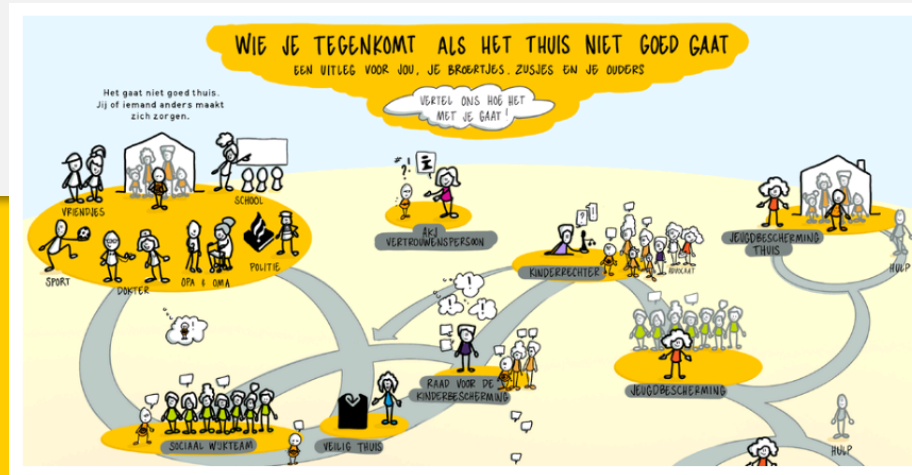 WIE JE TEGENKOMT ALS HET THUIS NIET GOED GAAT
EEN UITLEG VOOR JOU, JE BROERTJES, ZUSJES EN JE OUDERS
VERTEL ONS HOE HET
MET JE GAAT!
Het gaat niet goed thuis.
Jij of iemand anders maakt
zich zorgen.
VRIENDJES
SCHOOL
SPORT
DOKTER
OPA & OMA
POLITIE
AKJ
VERTROUWENSPERSOON
KINDERRECHTER
ADVOCAAT
JEUGDBESCHERMING
THUIS
HULP
RAAD VOOR DE
KINDERBESCHERMING
JEUGDBESCHERMING
SOCIAAL WIJKTEAM
VEILIG THUIS
HULP